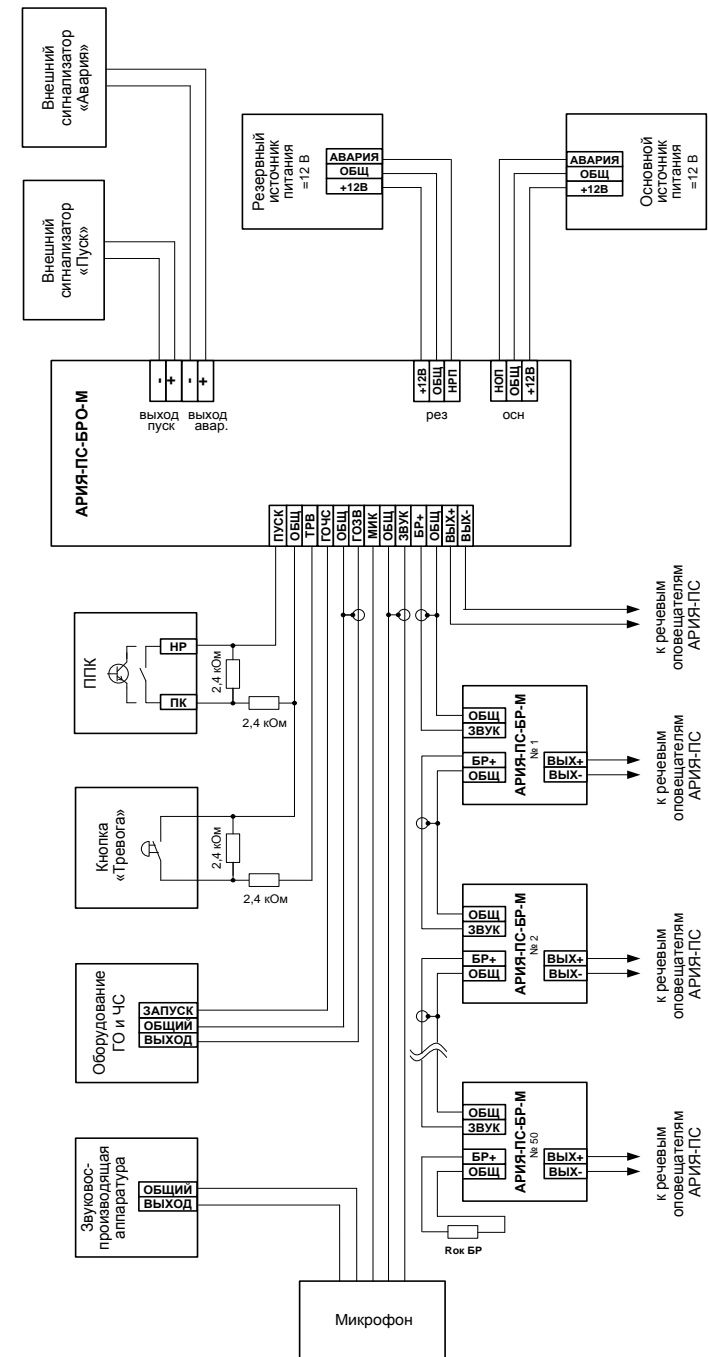 Внешний
сигнализатор
«Авария»
Внешний
сигнализатор
«Пуск»
Резервный
источник
питания
=12 В
АВАРИЯ
ОБЩ
+12В
Основной
источник
питания
=12 В
АВАРИЯ
ОБЩ
+12В
АРИЯ-ПС-БРО-М
-
+
-
+
выход
пуск
выход
авар.
+12В
ОБЩ
НРП
рез
НОП
ОБЩ
+12В
осн
ПУСК
ОБЩ
ТРВ
ГОЧС
ОБЩ
ГОЗВ
МИК
ОБЩ
ЗВУК
БР+
ОБЩ
ВЫХ+
ВЫХ-
ППК
НР
ПК
2,4 кОм
2,4 кОм
Кнопка
«Тревога»
2,4 кОм
2,4 кОм
Оборудование
ГО и ЧС
ЗАПУСК
ОБЩИЙ
ВЫХОД
Звуковос-
производящая
аппаратура
ОБЩИЙ
ВЫХОД
Микрофон
к речевым
оповещателям
АРИЯ-ПС
ОБЩ
ЗВУК
БР+
ОБЩ
АРИЯ-ПС-БР-М
№ 1
ВЫХ+
ВЫХ-
к речевым
оповещателям
АРИЯ-ПС
ОБЩ
ЗВУК
БР+
ОБЩ
АРИЯ-ПС-БР-М
№ 2
ВЫХ+
ВЫХ-
к речевым
оповещателям
АРИЯ-ПС
ОБЩ
ЗВУК
БР+
ОБЩ
АРИЯ-ПС-БР-М
№ 50
ВЫХ+
ВЫХ-
к речевым
оповещателям
АРИЯ-ПС
Rок БР